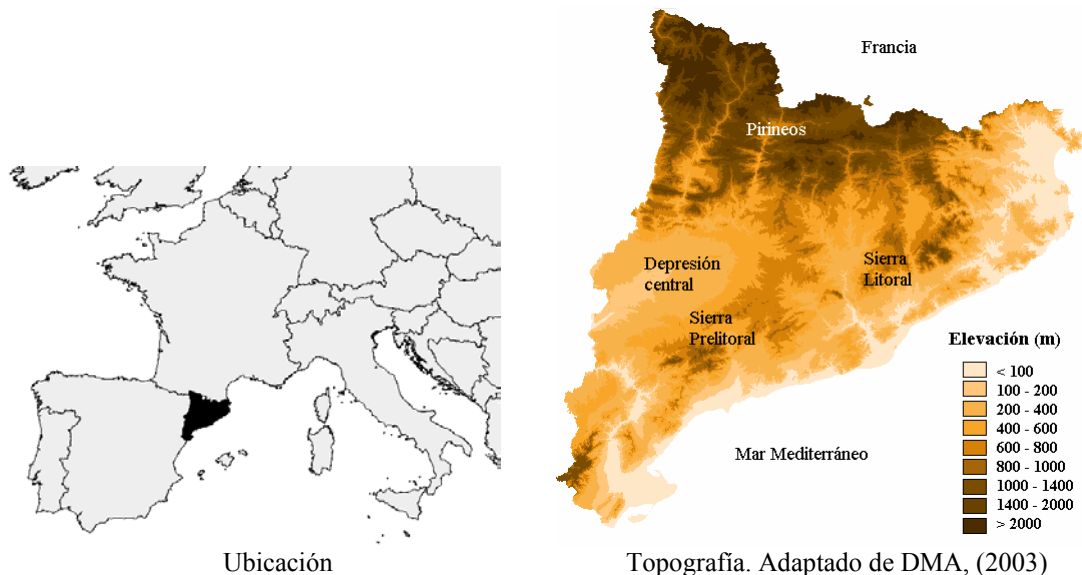 Francia
Pirineos
Depresión
central
Sierra
Litoral
Sierra
Prelitoral
Mar Mediterráneo
Elevación (m)
< 100
100 - 200
200 - 400
400 - 600
600 - 800
800 - 1000
1000 - 1400
1400 - 2000
> 2000
Ubicación
Topografía. Adaptado de DMA, (2003)